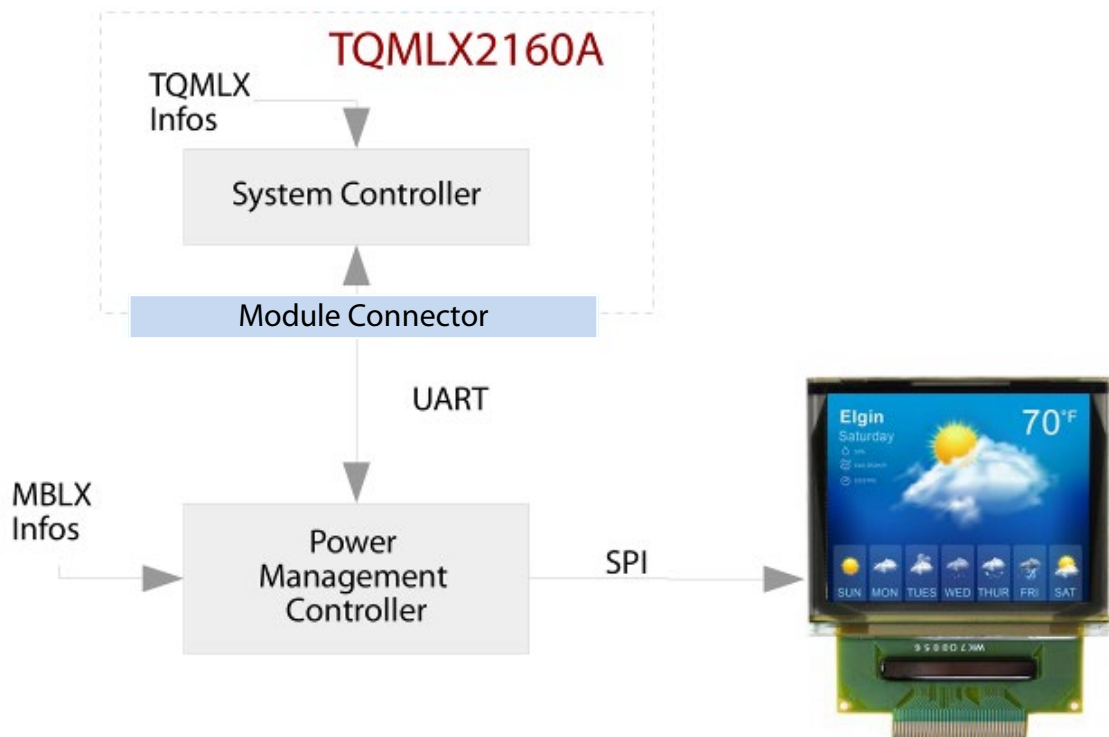 TQMLX2160A
TQMLX
Infos
System Controller
Module Connector
UART
MBLX
Infos
Power
Management
Controller
SPI
Elgin
Saturday
70°F
SUN MON TUES WED THUR FRI SAT